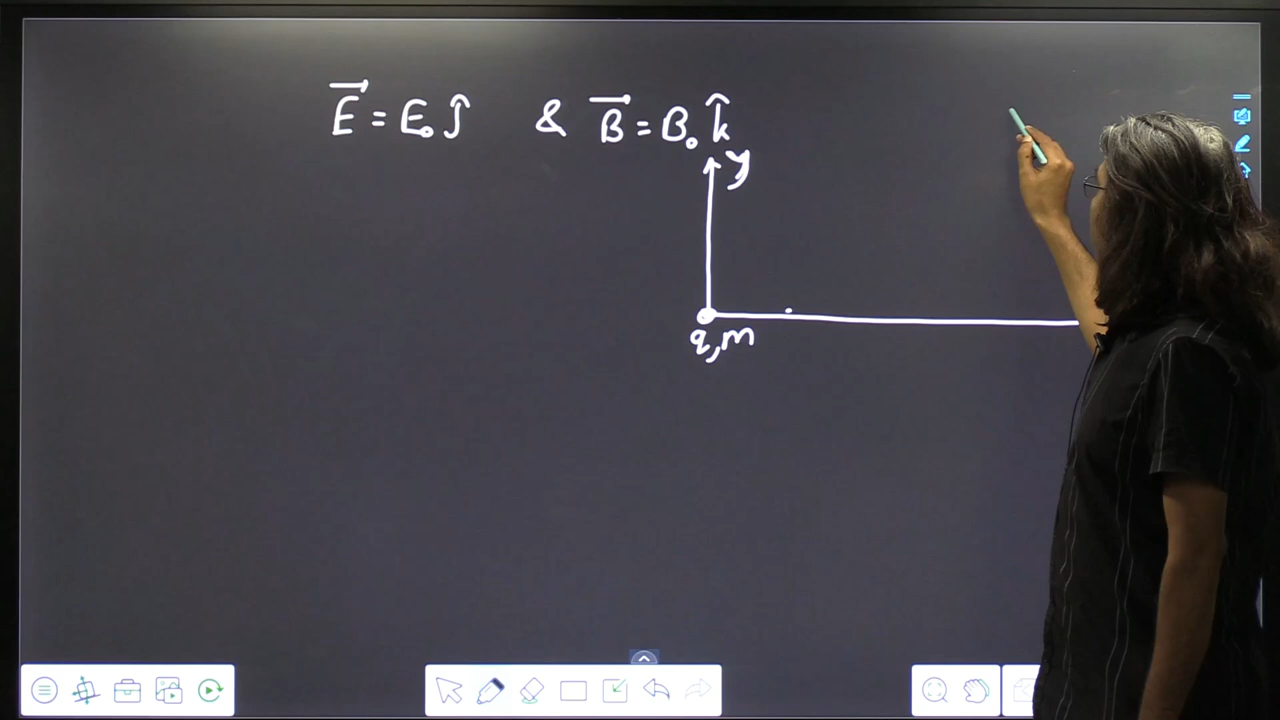 E⃗ = E₀ ĵ & B⃗ = B₀ k̂
y
q,m